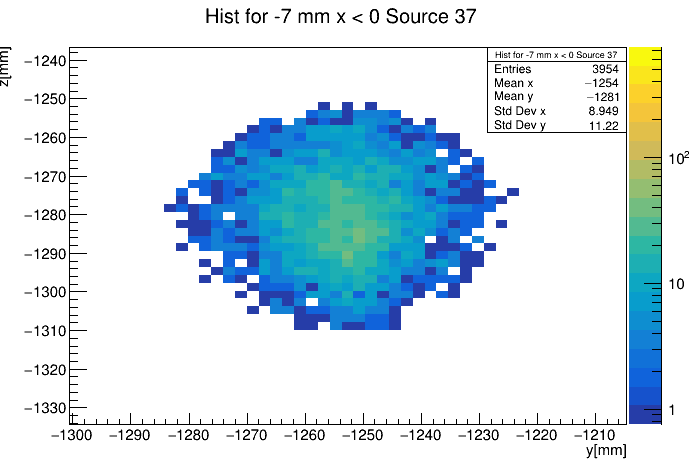 Hist for -7 mm x < 0 Source 37
z[mm]
−1240
−1250
−1260
−1270
−1280
−1290
−1300
−1310
−1320
−1330
Hist for -7 mm x < 0 Source 37
Entries 3954
Mean x −1254
Mean y −1281
Std Dev x 8.949
Std Dev y 11.22
10²
10
1
−1300 −1290 −1280 −1270 −1260 −1250 −1240 −1230 −1220 −1210
y[mm]